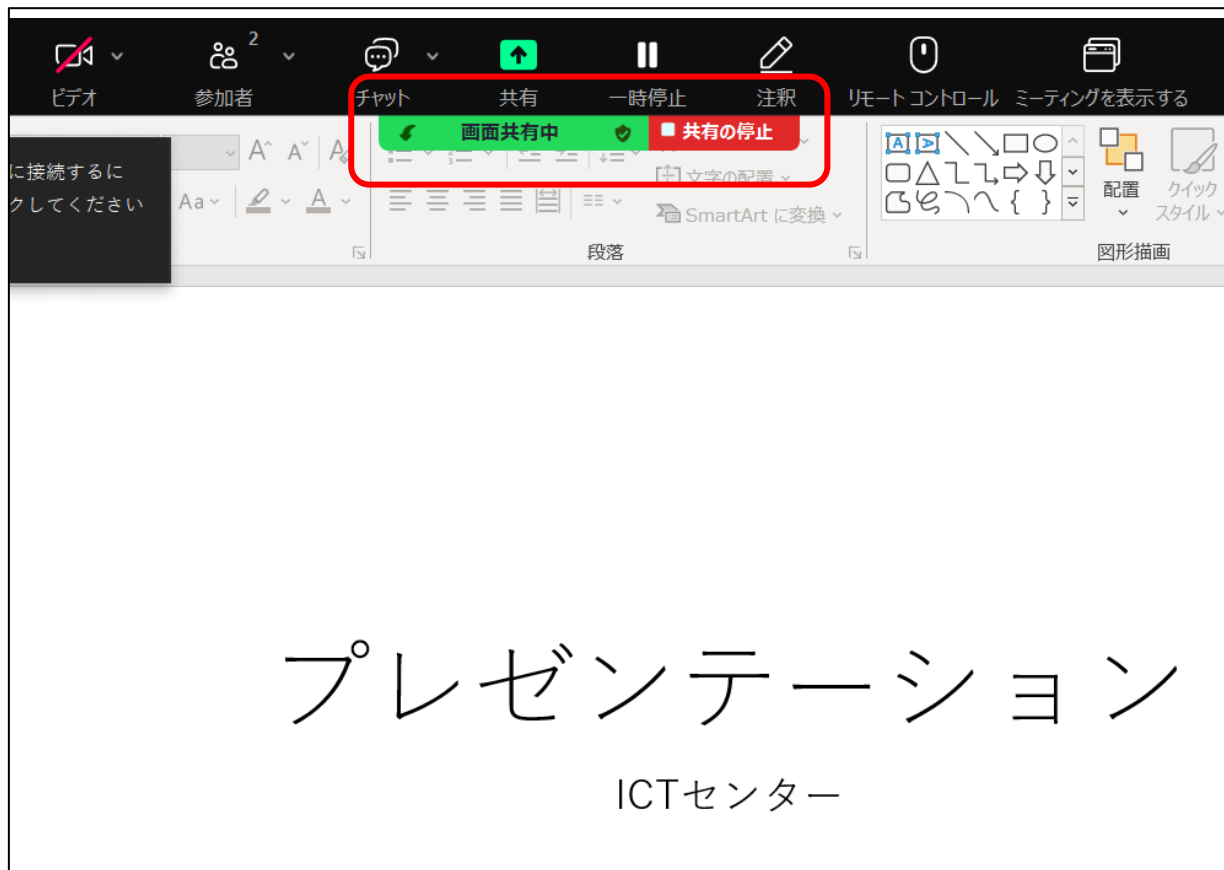 2
ビデオ
参加者
チャット
共有
一時停止
注釈
リモート コントロール
ミーティングを表示する
画面共有中
共有の停止
に接続するに
クしてください
A A A
Aa A
文字の配置
SmartArt に変換
段落
配置
クイック
スタイル
図形描画
プレゼンテーション
ICTセンター